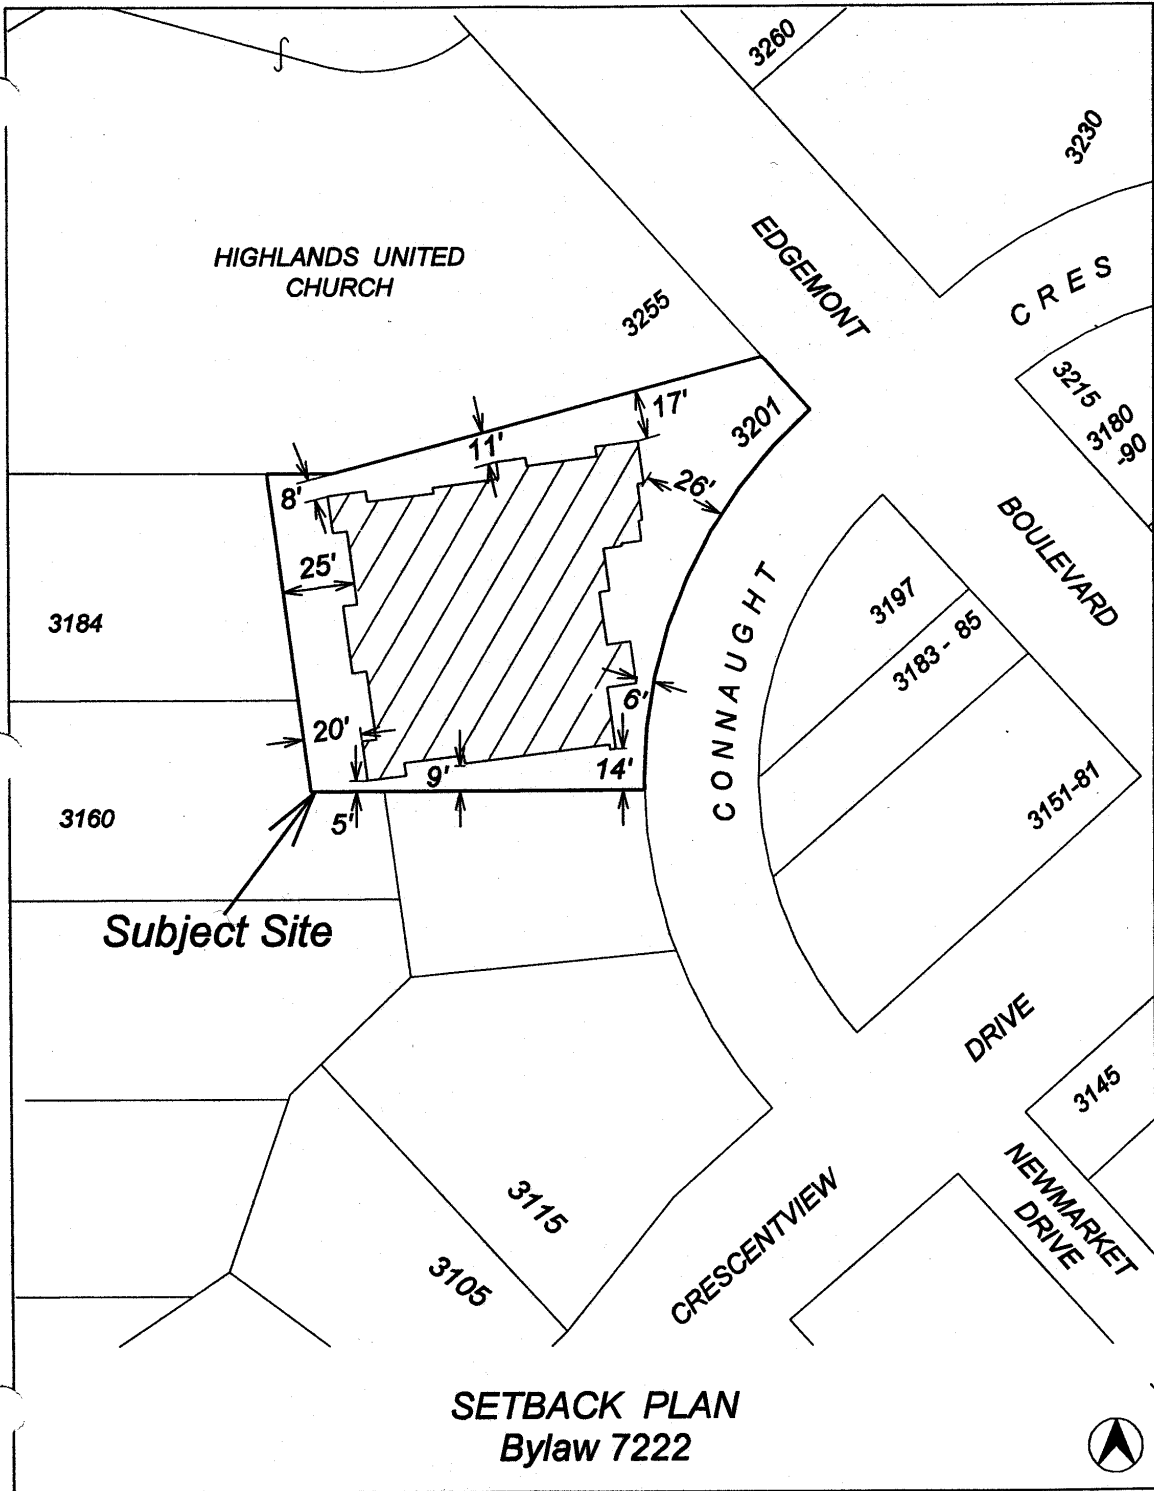 3260
3230
HIGHLANDS UNITED
CHURCH
EDGEMONT
CRES
3255
3215
3180
-90
3201
17'
11'
8'
26'
25'
BOULEVARD
3184
3197
3183 - 85
CONNAUGHT
6'
20'
9'
14'
5'
3160
3151-81
Subject Site
DRIVE
3145
3115
3105
CRESCENTVIEW
NEWMARKET
DRIVE
SETBACK PLAN
Bylaw 7222